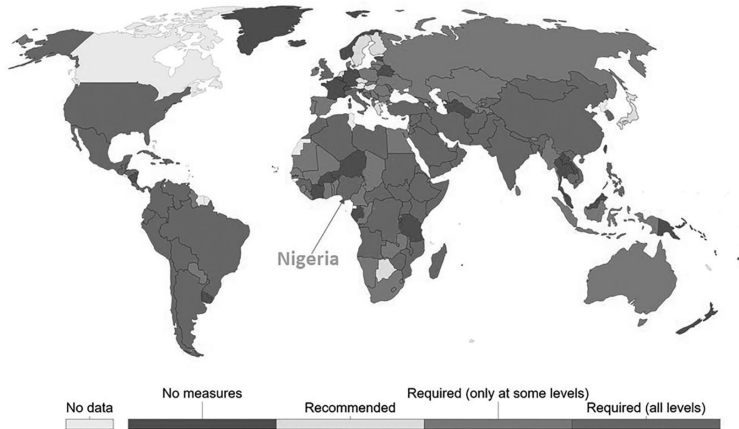 Nigeria
No data
No measures
Recommended
Required (only at some levels)
Required (all levels)